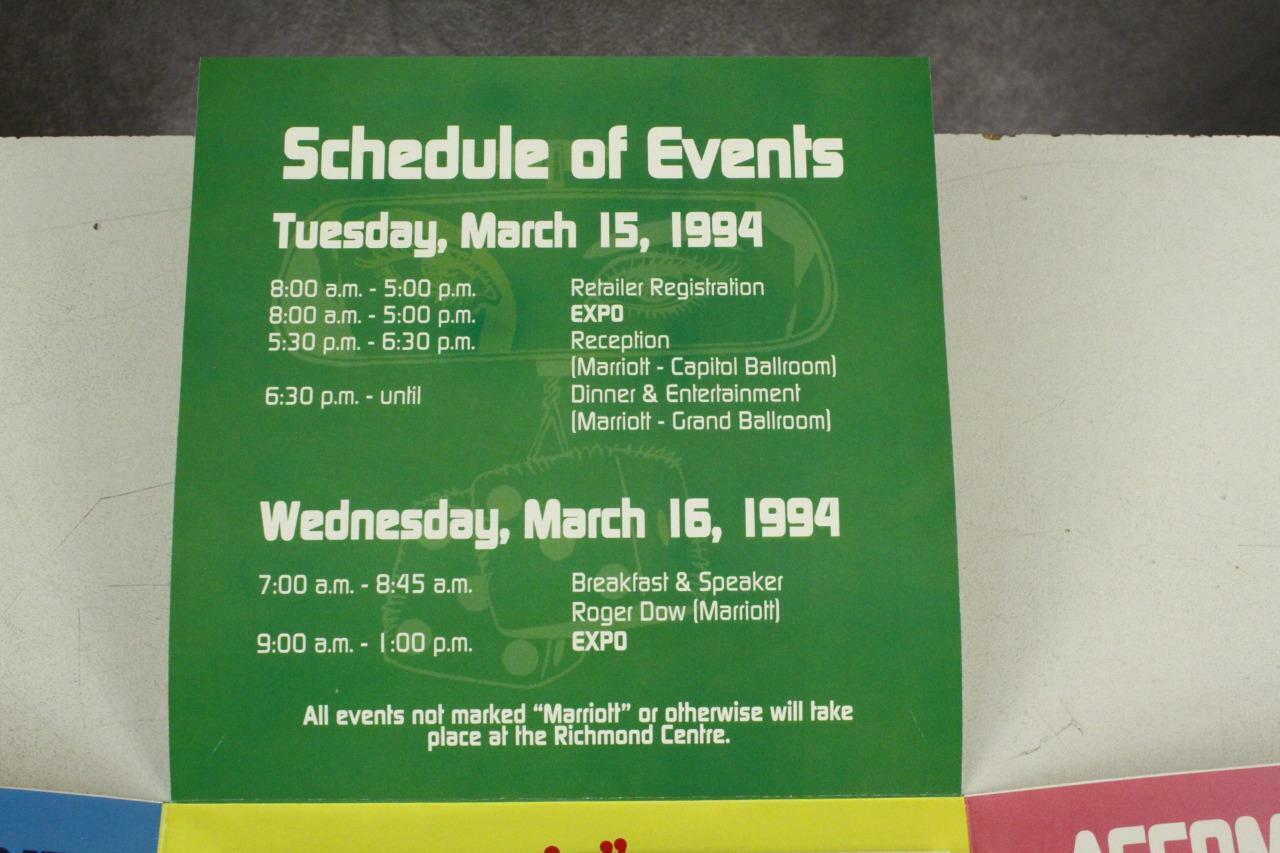 Schedule of Events
Tuesday, March 15, 1994
8:00 a.m. - 5:00 p.m. Retailer Registration
8:00 a.m. - 5:00 p.m. EXPO
5:30 p.m. - 6:30 p.m. Reception
(Marriott - Capitol Ballroom)
6:30 p.m. - until Dinner & Entertainment
(Marriott - Grand Ballroom)
Wednesday, March 16, 1994
7:00 a.m. - 8:45 a.m. Breakfast & Speaker
Roger Dow (Marriott)
9:00 a.m. - 1:00 p.m. EXPO
All events not marked “Marriott” or otherwise will take
place at the Richmond Centre.